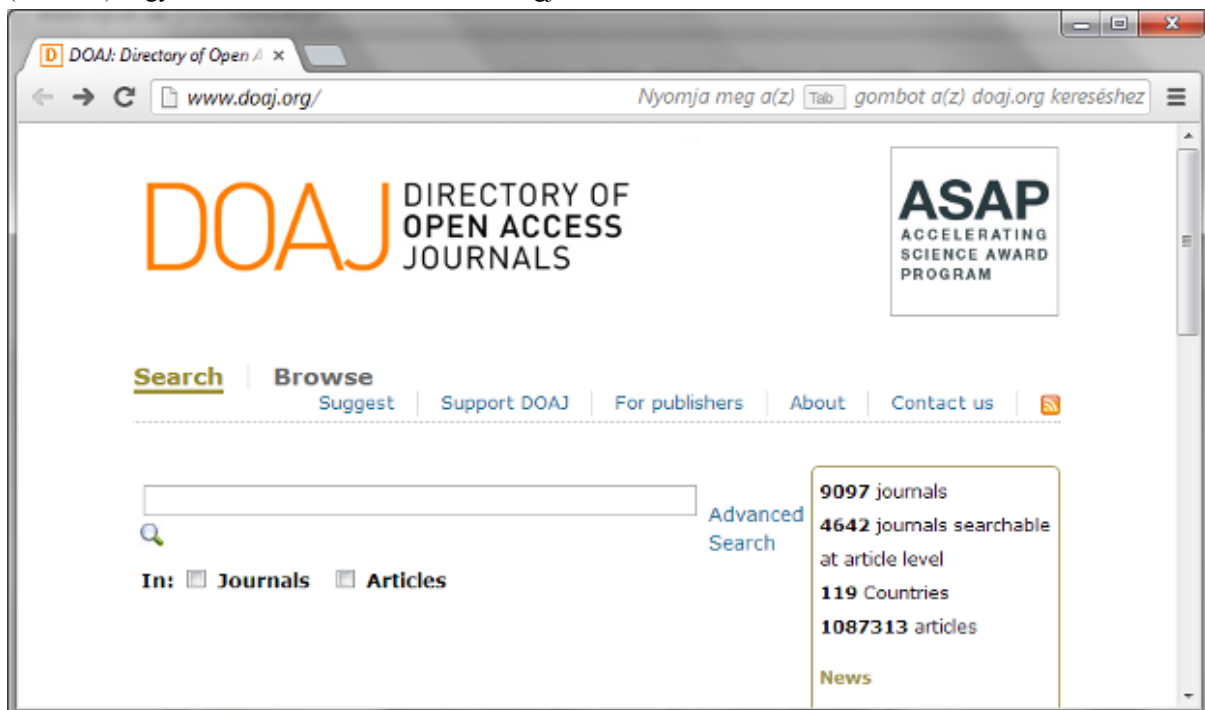 DOAJ: Directory of Open A
www.doaj.org/ Nyomja meg a(z) Tab gombot a(z) doaj.org kereséshez
DOAJ DIRECTORY OF
OPEN ACCESS
JOURNALS
ASAP
ACCELERATING
SCIENCE AWARD
PROGRAM
Search Browse
Suggest Support DOAJ For publishers About Contact us
Advanced
Search
In: Journals Articles
9097 journals
4642 journals searchable
at article level
119 Countries
1087313 articles
News